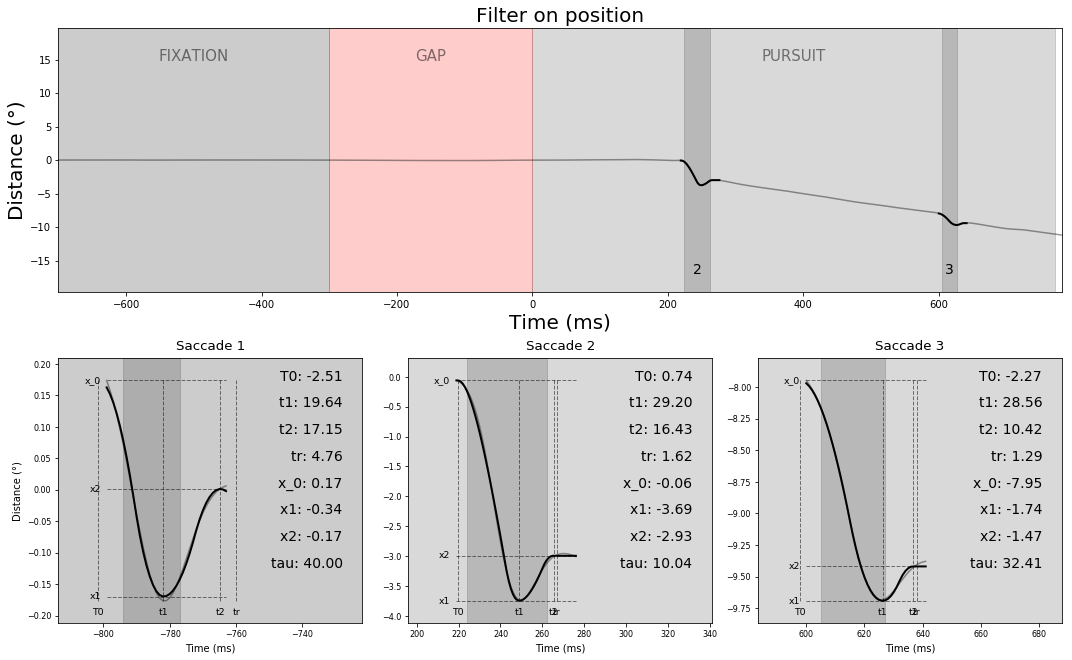 Filter on position
FIXATION GAP PURSUIT
Distance (°)
15
10
5
0
−5
−10
−15
2 3
−600 −400 −200 0 200 400 600
Time (ms)
Saccade 1
Distance (°)
0.20
0.15
0.10
0.05
0.00
−0.05
−0.10
−0.15
−0.20
x_0
x2
x1
T0 t1 t2 tr
T0: -2.51
t1: 19.64
t2: 17.15
tr: 4.76
x_0: 0.17
x1: -0.34
x2: -0.17
tau: 40.00
−800 −780 −760 −740
Time (ms)
Saccade 2
0.0
−0.5
−1.0
−1.5
−2.0
−2.5
−3.0
−3.5
−4.0
x_0
x2
x1
T0 t1 t2 tr
T0: 0.74
t1: 29.20
t2: 16.43
tr: 1.62
x_0: -0.06
x1: -3.69
x2: -2.93
tau: 10.04
200 220 240 260 280 300 320 340
Time (ms)
Saccade 3
−8.00
−8.25
−8.50
−8.75
−9.00
−9.25
−9.50
−9.75
x_0
x2
x1
T0 t1 t2 tr
T0: -2.27
t1: 28.56
t2: 10.42
tr: 1.29
x_0: -7.95
x1: -1.74
x2: -1.47
tau: 32.41
600 620 640 660 680
Time (ms)